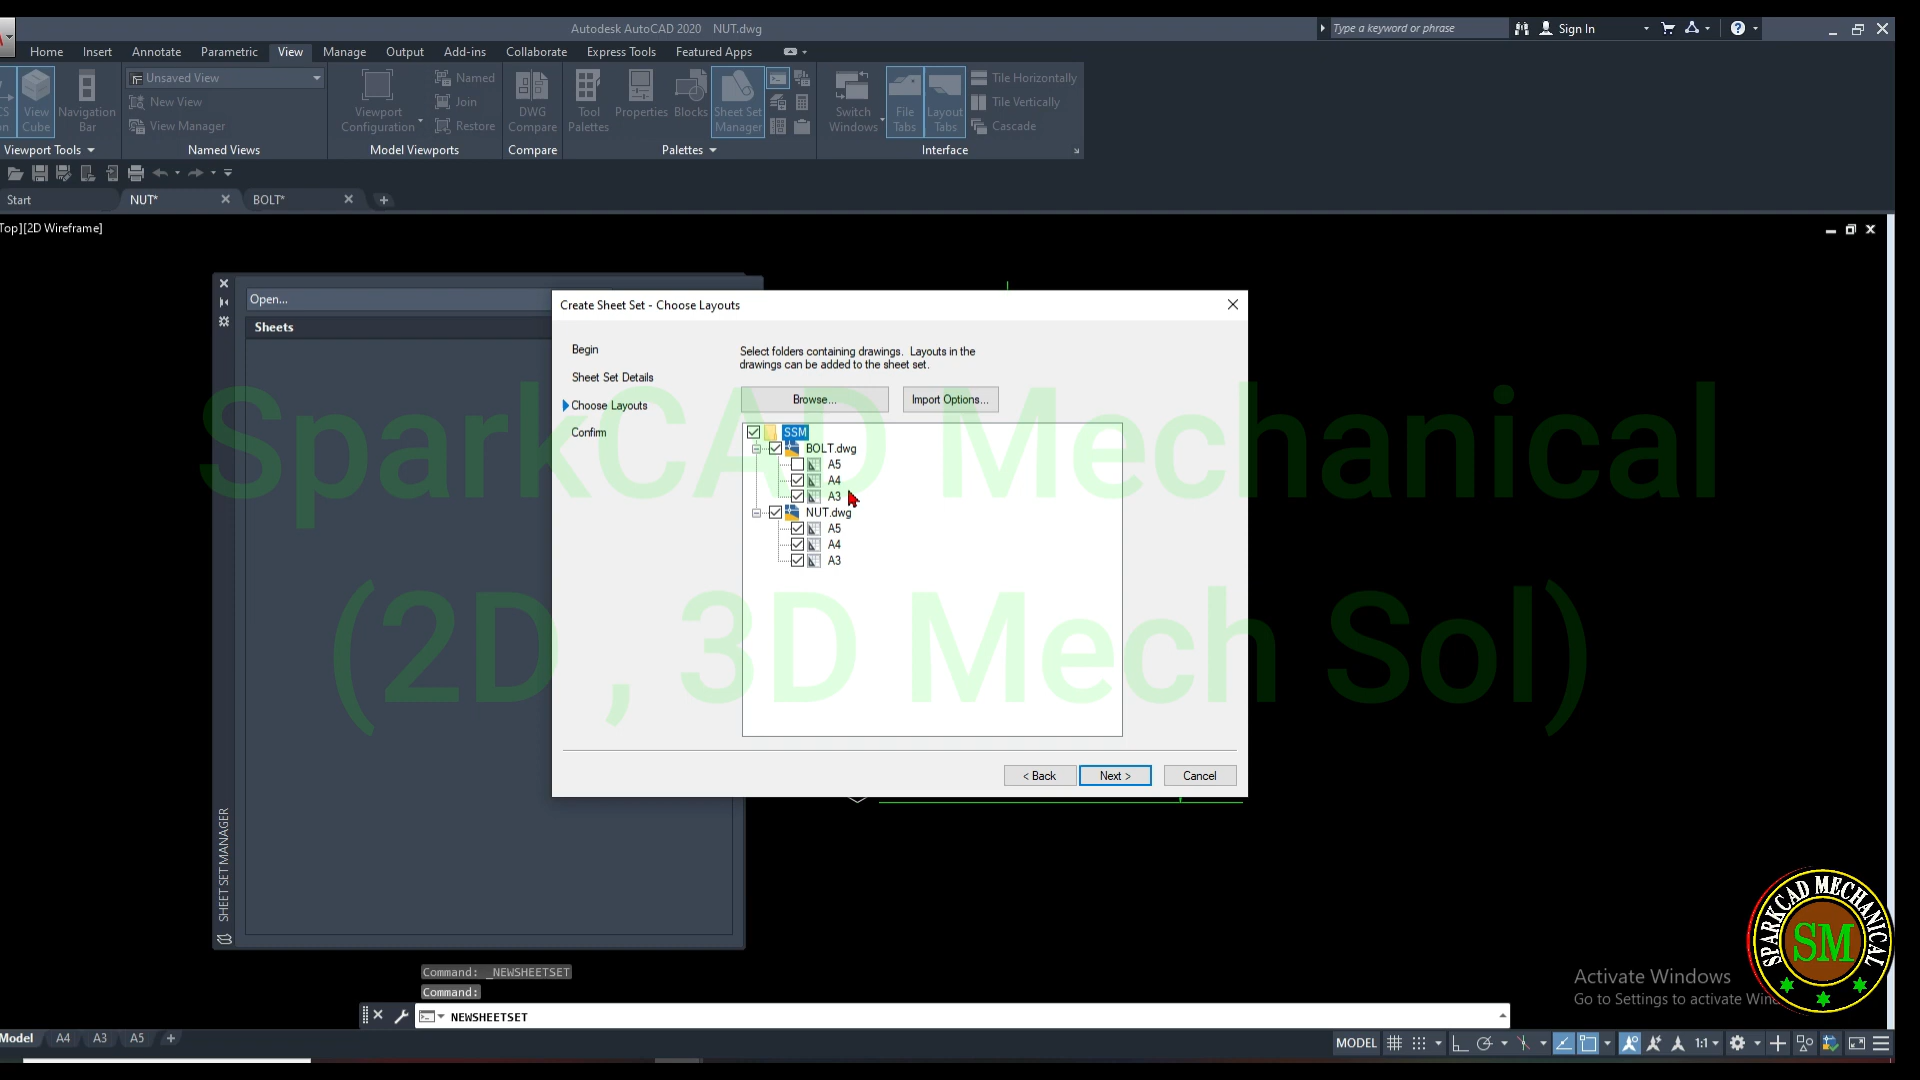 Autodesk AutoCAD 2020 NUT.dwg
Type a keyword or phrase
Sign In
Home Insert Annotate Parametric View Manage Output Add-ins Collaborate Express Tools Featured Apps
View Cube
Navigation Bar
Unsaved View
New View
View Manager
Viewport Configuration
Named
Join
Restore
DWG Compare
Tool Palettes
Properties
Blocks
Sheet Set Manager
Switch Windows
File Tabs
Layout Tabs
Tile Horizontally
Tile Vertically
Cascade
Viewport Tools
Named Views
Model Viewports
Compare
Palettes
Interface
Start
NUT*
BOLT*
Top][2D Wireframe]
Open...
Sheets
SHEET SET MANAGER
Create Sheet Set - Choose Layouts
Begin
Sheet Set Details
Choose Layouts
Confirm
Select folders containing drawings. Layouts in the
drawings can be added to the sheet set.
Browse...
Import Options...
SSM
BOLT.dwg
A5
A4
A3
NUT.dwg
A5
A4
A3
< Back
Next >
Cancel
SparkCAD Mechanical
(2D , 3D Mech Sol)
Command: _NEWSHEETSET
Command:
NEWSHEETSET
Activate Windows
Go to Settings to activate Win
SPARKCAD MECHANICAL
SM
Model A4 A3 A5
MODEL
1:1